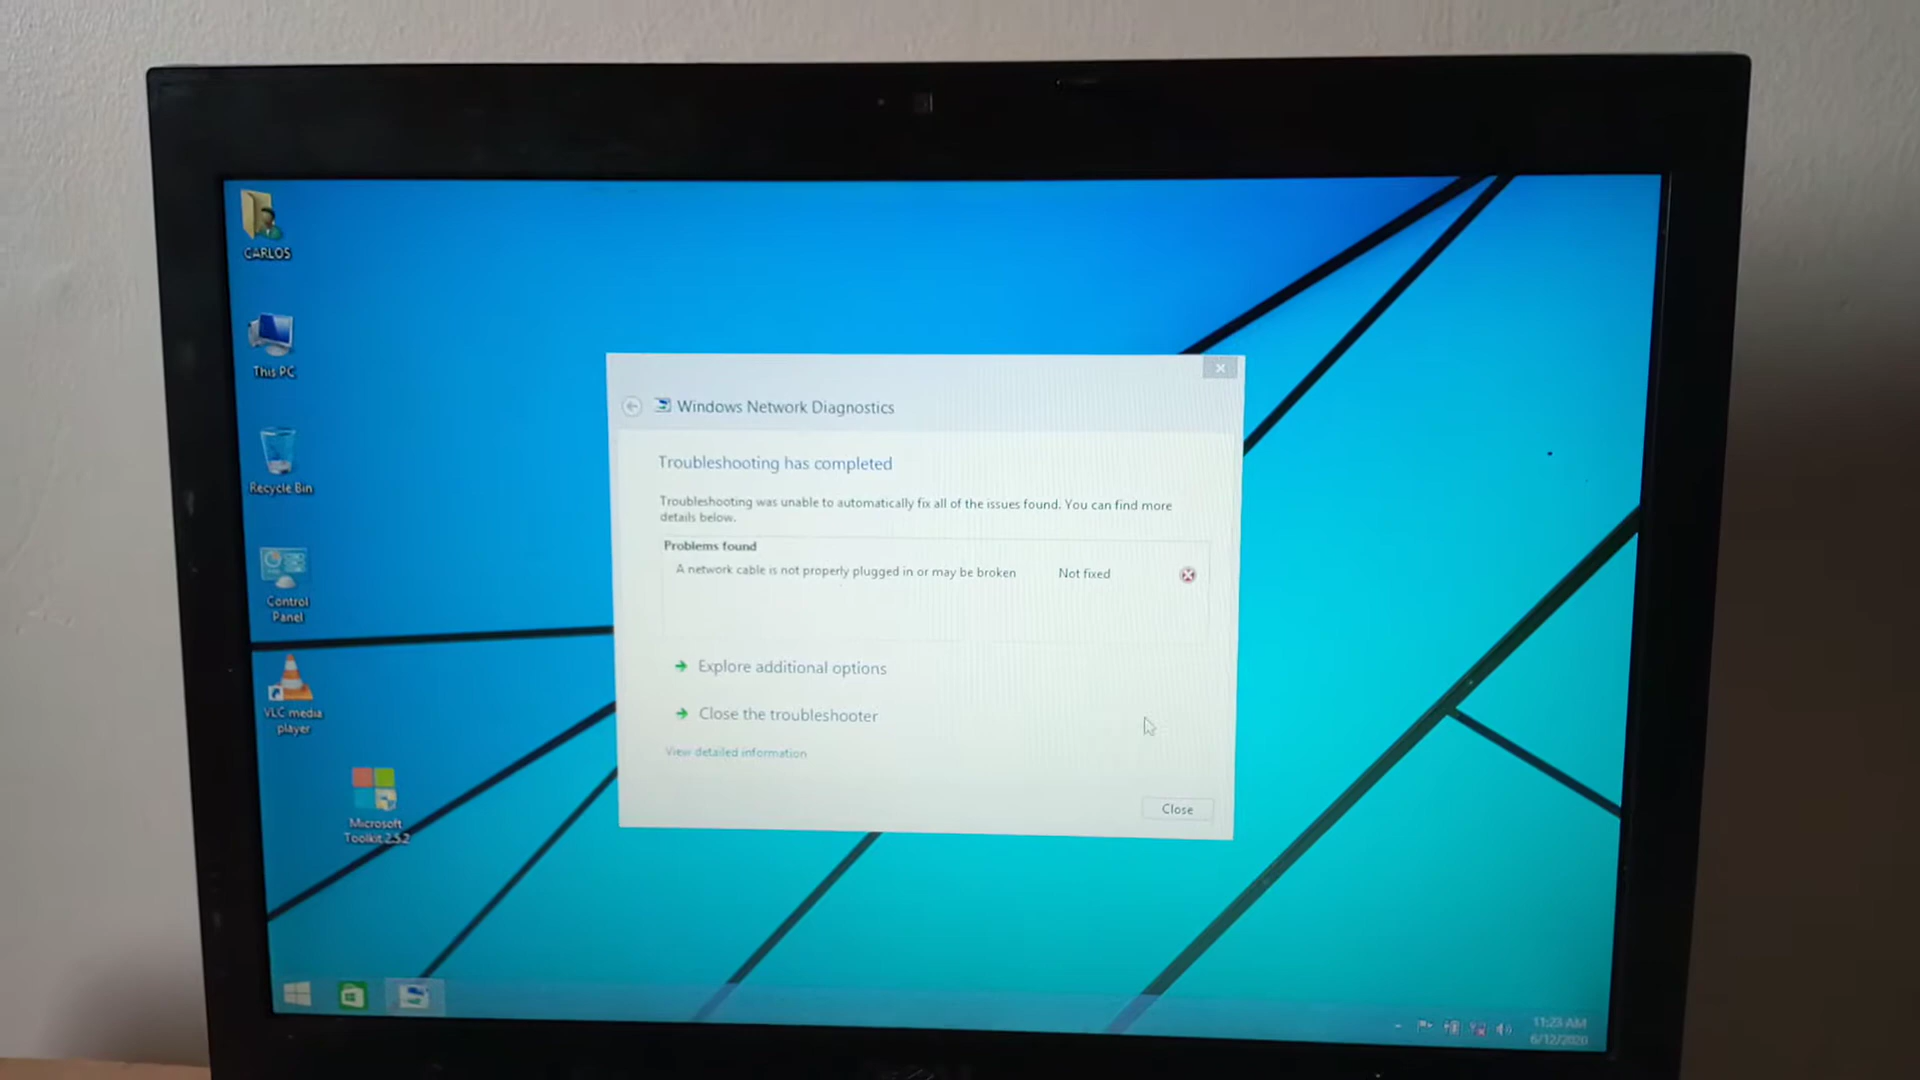 CARLOS
This PC
Recycle Bin
Control
Panel
VLC media
player
Microsoft
Toolkit 2.5.2
Windows Network Diagnostics
Troubleshooting has completed
Troubleshooting was unable to automatically fix all of the issues found. You can find more
details below.
Problems found
A network cable is not properly plugged in or may be broken Not fixed
Explore additional options
Close the troubleshooter
View detailed information
Close
11:23 AM
6/12/2020